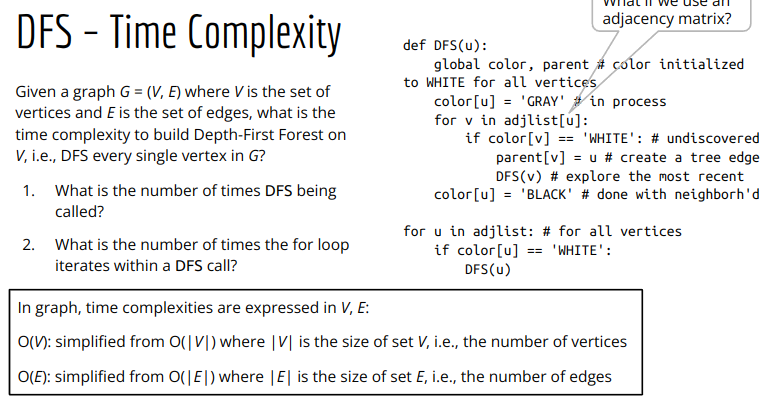 What if we use an
adjacency matrix?
DFS – Time Complexity
Given a graph G = (V, E) where V is the set of
vertices and E is the set of edges, what is the
time complexity to build Depth-First Forest on
V, i.e., DFS every single vertex in G?
1. What is the number of times DFS being
called?
2. What is the number of times the for loop
iterates within a DFS call?
def DFS(u):
    global color, parent # color initialized
to WHITE for all vertices
    color[u] = 'GRAY' # in process
    for v in adjlist[u]:
        if color[v] == 'WHITE': # undiscovered
            parent[v] = u # create a tree edge
            DFS(v) # explore the most recent
    color[u] = 'BLACK' # done with neighborh'd
for u in adjlist: # for all vertices
    if color[u] == 'WHITE':
        DFS(u)
In graph, time complexities are expressed in V, E:
O(V): simplified from O(|V|) where |V| is the size of set V, i.e., the number of vertices
O(E): simplified from O(|E|) where |E| is the size of set E, i.e., the number of edges